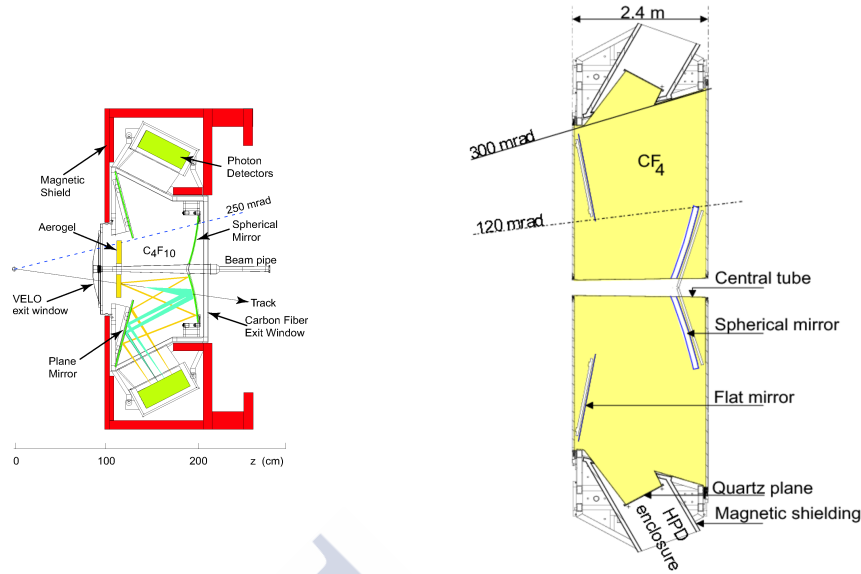 Magnetic
Shield
Aerogel
VELO
exit window
Plane
Mirror
C4F10
250 mrad
Photon
Detectors
Spherical
Mirror
Beam pipe
Track
Carbon Fiber
Exit Window
0 100 200 z (cm)
2.4 m
300 mrad
CF4
120 mrad
Central tube
Spherical mirror
Flat mirror
Quartz plane
Magnetic shielding
HPD
enclosure